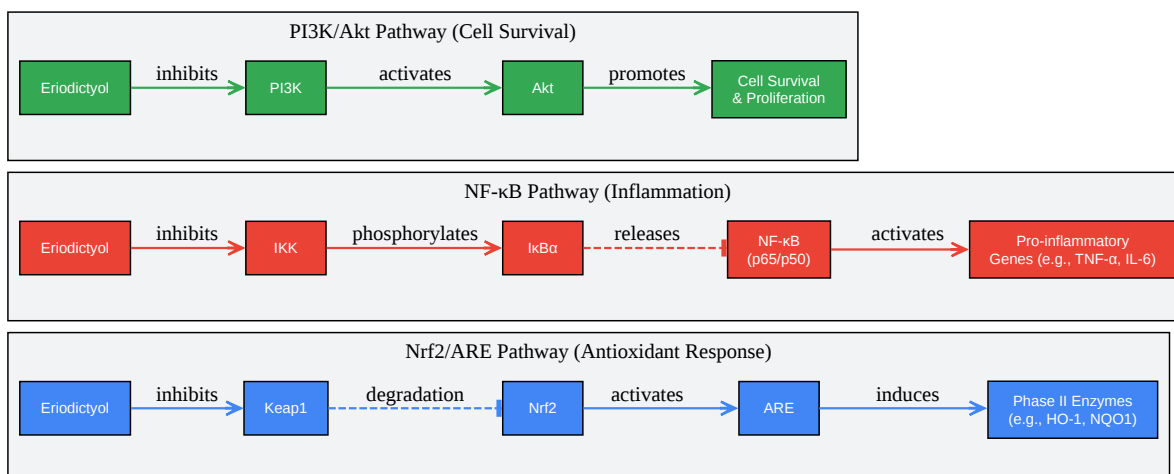 PI3K/Akt Pathway (Cell Survival)
inhibits
activates
promotes
Eriodictyol
PI3K
Akt
Cell Survival
& Proliferation
NF-κB Pathway (Inflammation)
inhibits
phosphorylates
releases
activates
Eriodictyol
IKK
IκBα
NF-κB
(p65/p50)
Pro-inflammatory
Genes (e.g., TNF-α, IL-6)
Nrf2/ARE Pathway (Antioxidant Response)
inhibits
degradation
activates
induces
Eriodictyol
Keap1
Nrf2
ARE
Phase II Enzymes
(e.g., HO-1, NQO1)